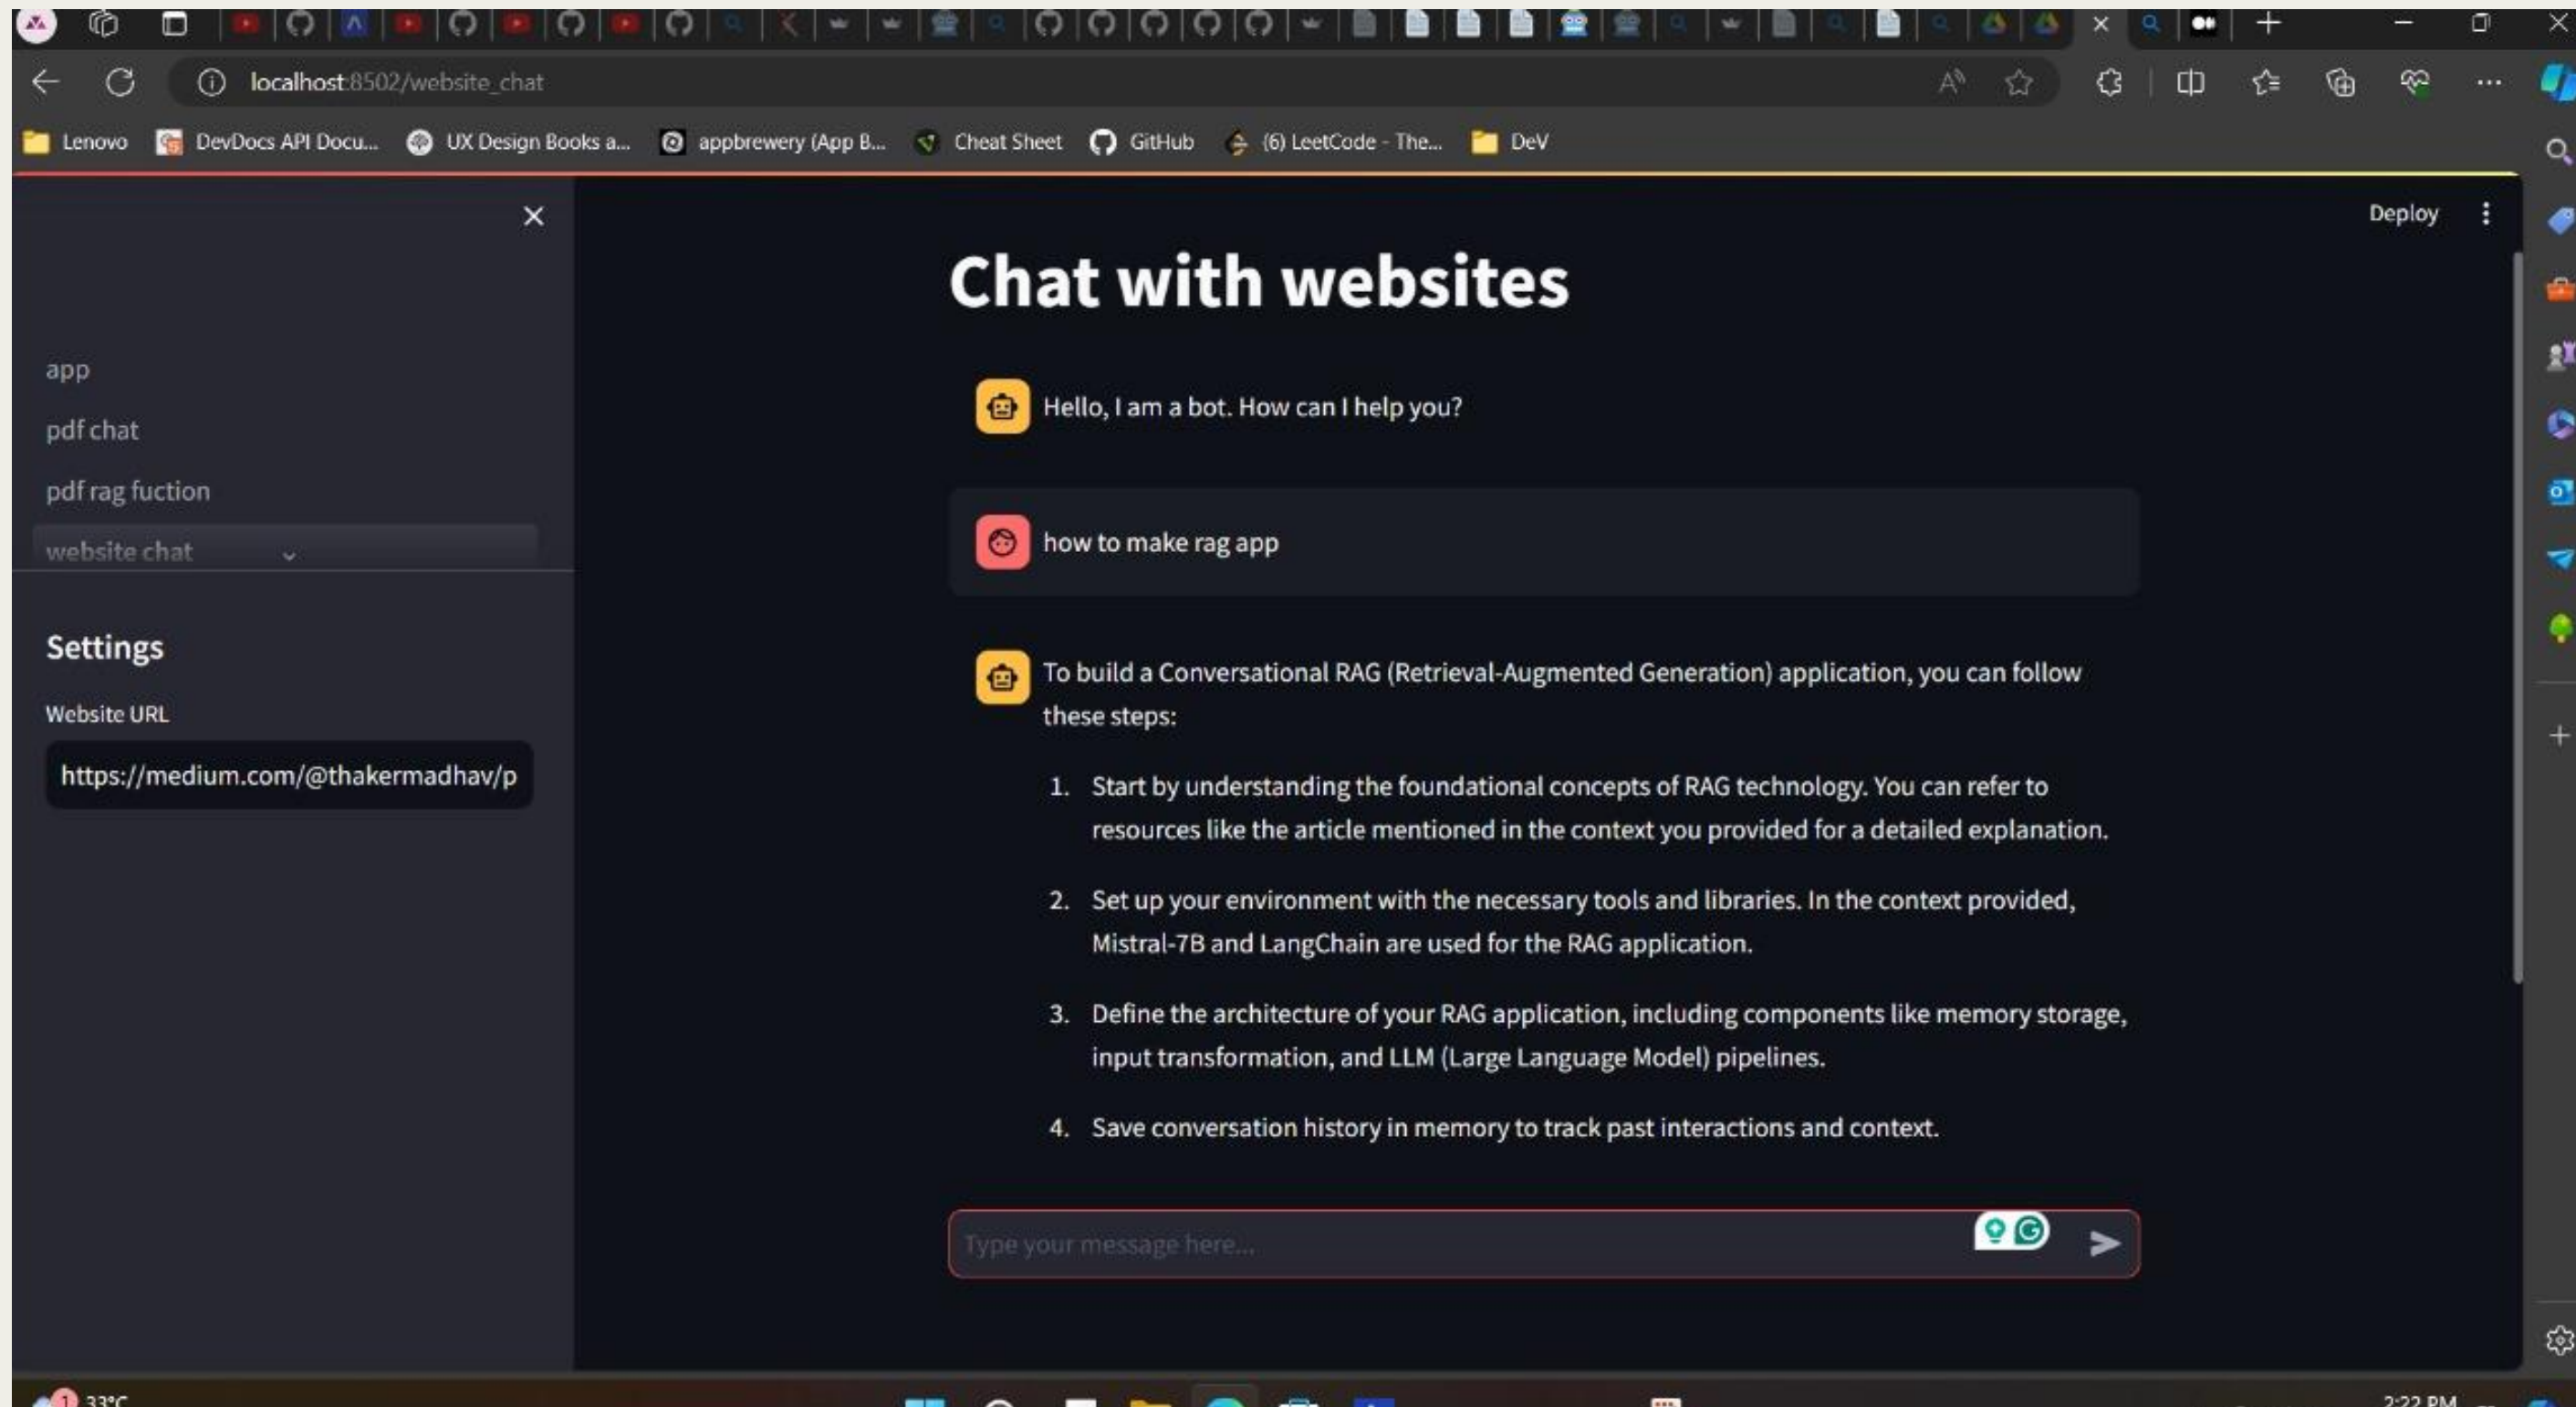 localhost:8502/website_chat
Lenovo
DevDocs API Docu...
UX Design Books a...
appbrewery (App B...
Cheat Sheet
GitHub
(6) LeetCode - The...
DeV
Deploy
app
pdf chat
pdf rag fuction
website chat
Settings
Website URL
https://medium.com/@thakermadhav/p
Chat with websites
Hello, I am a bot. How can I help you?
how to make rag app
To build a Conversational RAG (Retrieval-Augmented Generation) application, you can follow
these steps:
1. Start by understanding the foundational concepts of RAG technology. You can refer to
resources like the article mentioned in the context you provided for a detailed explanation.
2. Set up your environment with the necessary tools and libraries. In the context provided,
Mistral-7B and LangChain are used for the RAG application.
3. Define the architecture of your RAG application, including components like memory storage,
input transformation, and LLM (Large Language Model) pipelines.
4. Save conversation history in memory to track past interactions and context.
Type your message here...
1
33°C
2:22 PM